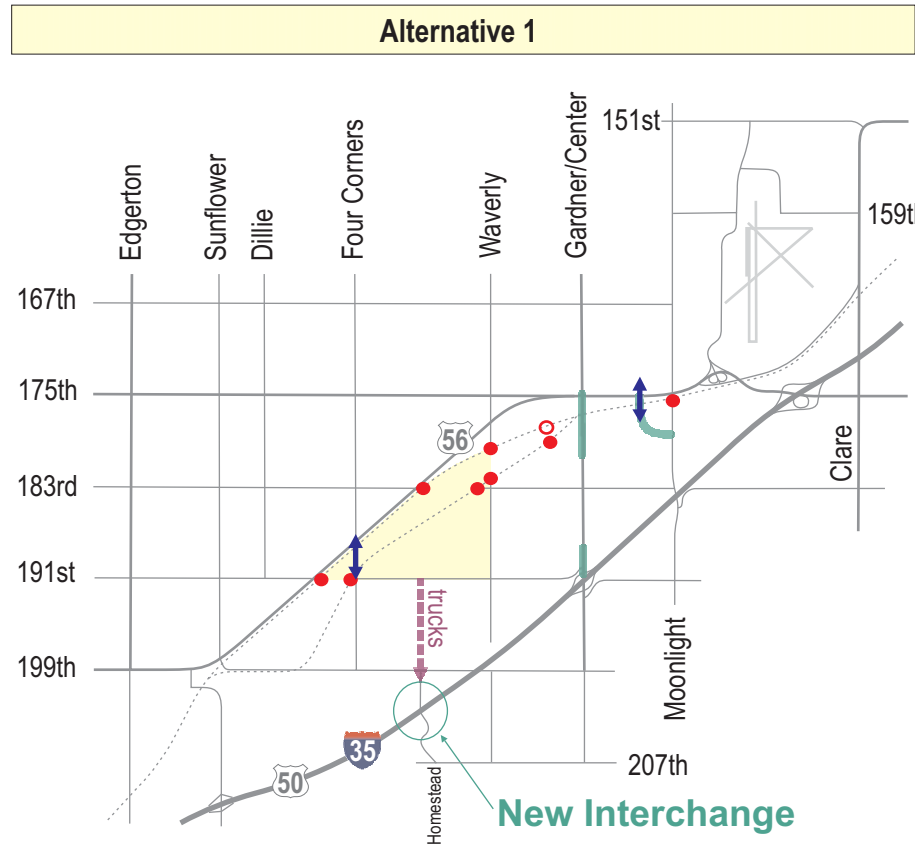 Alternative 1
151st
Edgerton
Sunflower
Dillie
Four Corners
Waverly
Gardner/Center
159th
167th
175th
56
Clare
183rd
191st
trucks
199th
Moonlight
35
50
207th
Homestead
New Interchange